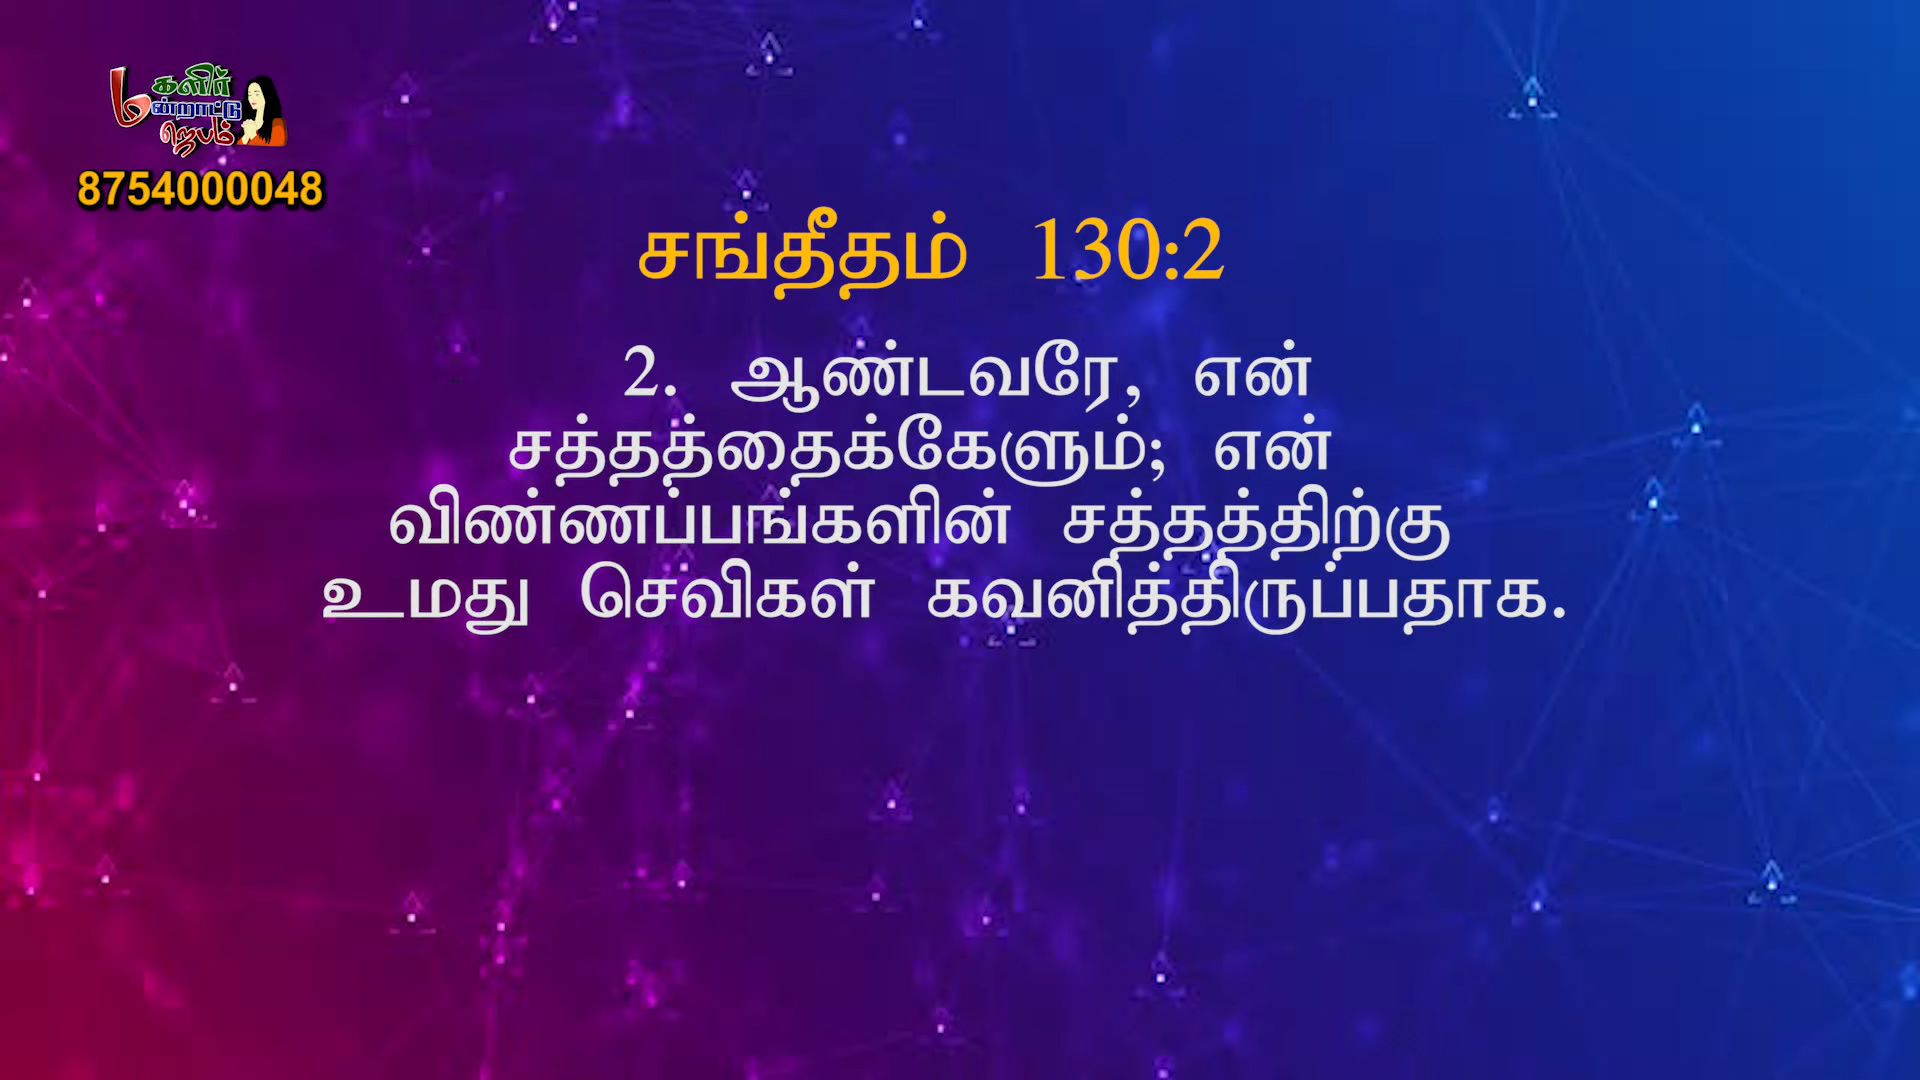 மகளிர்
மன்றாட்டு
ஜெபம்
8754000048
சங்தீதம் 130:2
2. ஆண்டவரே, என்
சத்தத்தைக்கேளும்; என்
விண்ணப்பங்களின் சத்தத்திற்கு
உமது செவிகள் கவனித்திருப்பதாக.